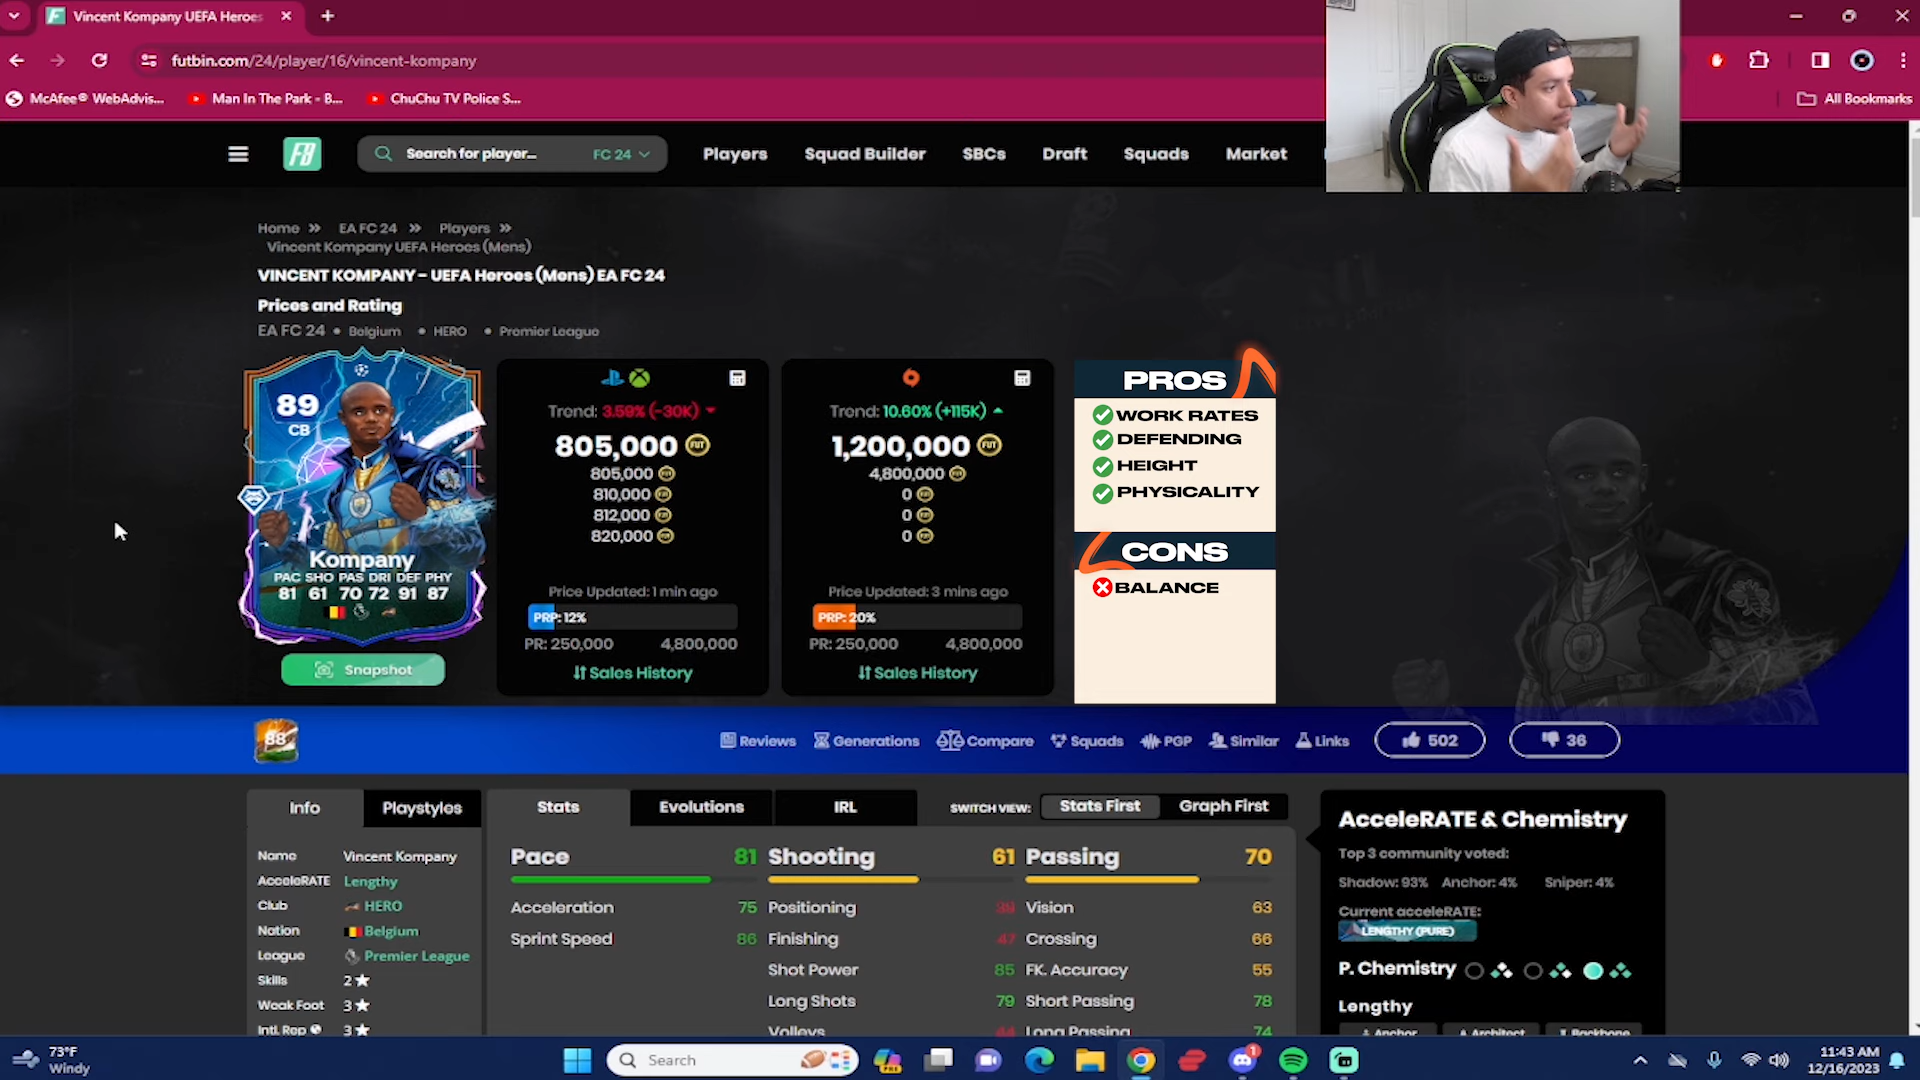 Vincent Kompany UEFA Heroes
futbin.com/24/player/16/vincent-kompany
McAfee® WebAdvis...
Man In The Park - B...
ChuChu TV Police S...
All Bookmarks
Search for player...
FC 24
Players
Squad Builder
SBCs
Draft
Squads
Market
Home
EA FC 24
Players
Vincent Kompany UEFA Heroes (Mens)
VINCENT KOMPANY - UEFA Heroes (Mens) EA FC 24
Prices and Rating
EA FC 24 • Belgium • HERO • Premier League
89
CB
Kompany
PAC SHO PAS DRI DEF PHY
81 61 70 72 91 87
Snapshot
Trend: 3.59% (-30K)
805,000
805,000
810,000
812,000
820,000
Price Updated: 1 min ago
PRP: 12%
PR: 250,000 4,800,000
Sales History
Trend: 10.60% (+115K)
1,200,000
4,800,000
0
0
0
Price Updated: 3 mins ago
PRP: 20%
PR: 250,000 4,800,000
Sales History
PROS
WORK RATES
DEFENDING
HEIGHT
PHYSICALITY
CONS
BALANCE
88
Reviews
Generations
Compare
Squads
PGP
Similar
Links
502
36
Info
Playstyles
Name Vincent Kompany
AcceleRATE Lengthy
Club HERO
Nation Belgium
League Premier League
Skills 2
Weak Foot 3
Intl. Rep 3
Stats
Evolutions
IRL
SWITCH VIEW:
Stats First
Graph First
Pace 81
Acceleration 75
Sprint Speed 86
Shooting 61
Positioning
Finishing 47
Shot Power 85
Long Shots 79
Volleys 44
Passing 70
Vision 63
Crossing 66
FK. Accuracy 55
Short Passing 78
Long Passing 74
AcceleRATE & Chemistry
Top 3 community voted:
Shadow: 93% Anchor: 4% Sniper: 4%
Current acceleRATE:
LENGTHY (PURE)
P. Chemistry
Lengthy
Anchor
Architect
Backbone
73°F
Windy
Search
1
11:43 AM
12/16/2023